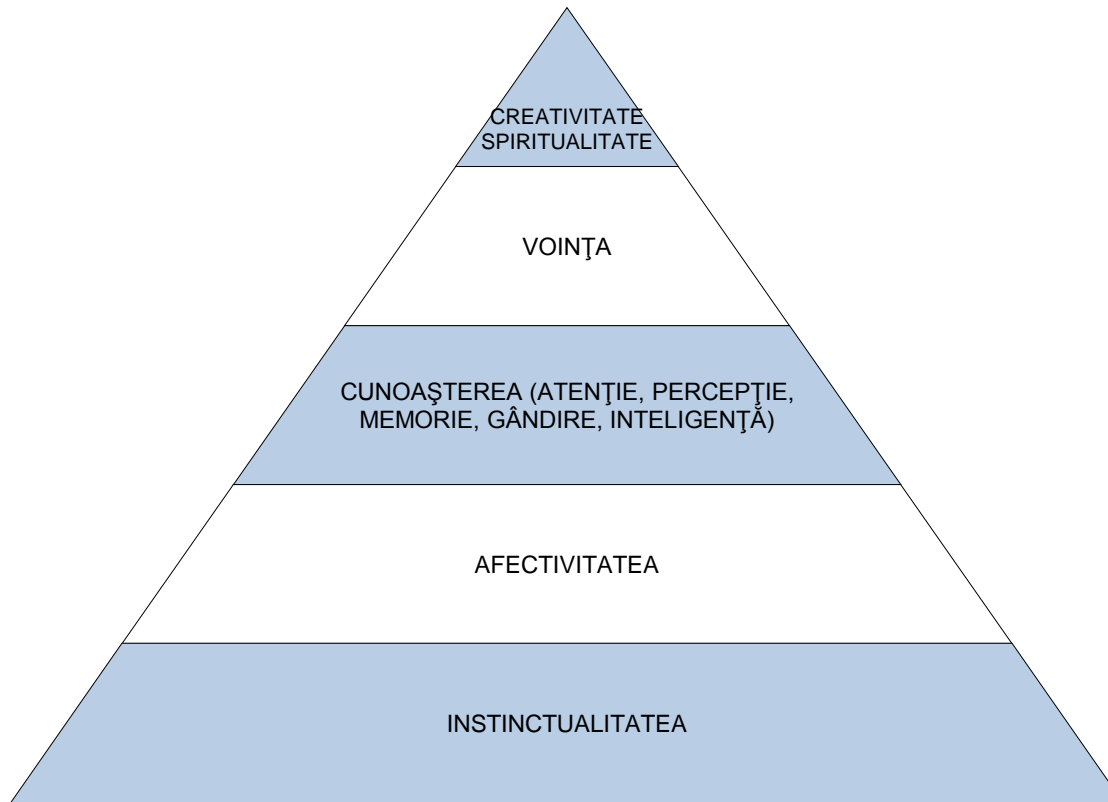 CREATIVITATE
SPIRITUALITATE
VOINŢA
CUNOAŞTEREA (ATENŢIE, PERCEPŢIE,
MEMORIE, GÂNDIRE, INTELIGENŢĂ)
AFECTIVITATEA
INSTINCTUALITATEA